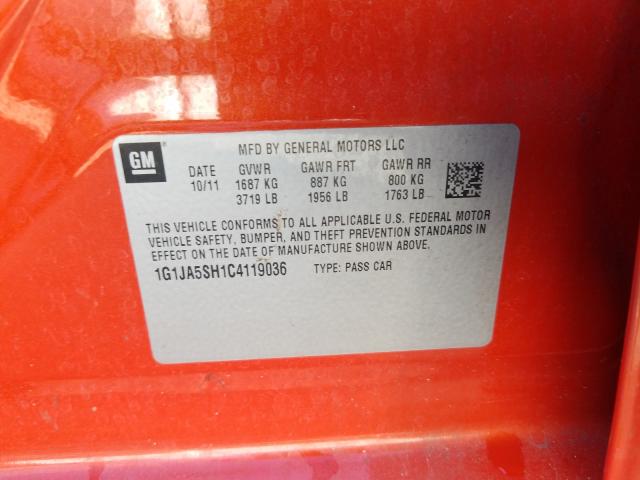 GM
MFD BY GENERAL MOTORS LLC
DATE GVWR GAWR FRT GAWR RR
10/11 1687 KG 887 KG 800 KG
3719 LB 1956 LB 1763 LB
THIS VEHICLE CONFORMS TO ALL APPLICABLE U.S. FEDERAL MOTOR
VEHICLE SAFETY, BUMPER, AND THEFT PREVENTION STANDARDS IN
EFFECT ON THE DATE OF MANUFACTURE SHOWN ABOVE.
1G1JA5SH1C4119036 TYPE: PASS CAR